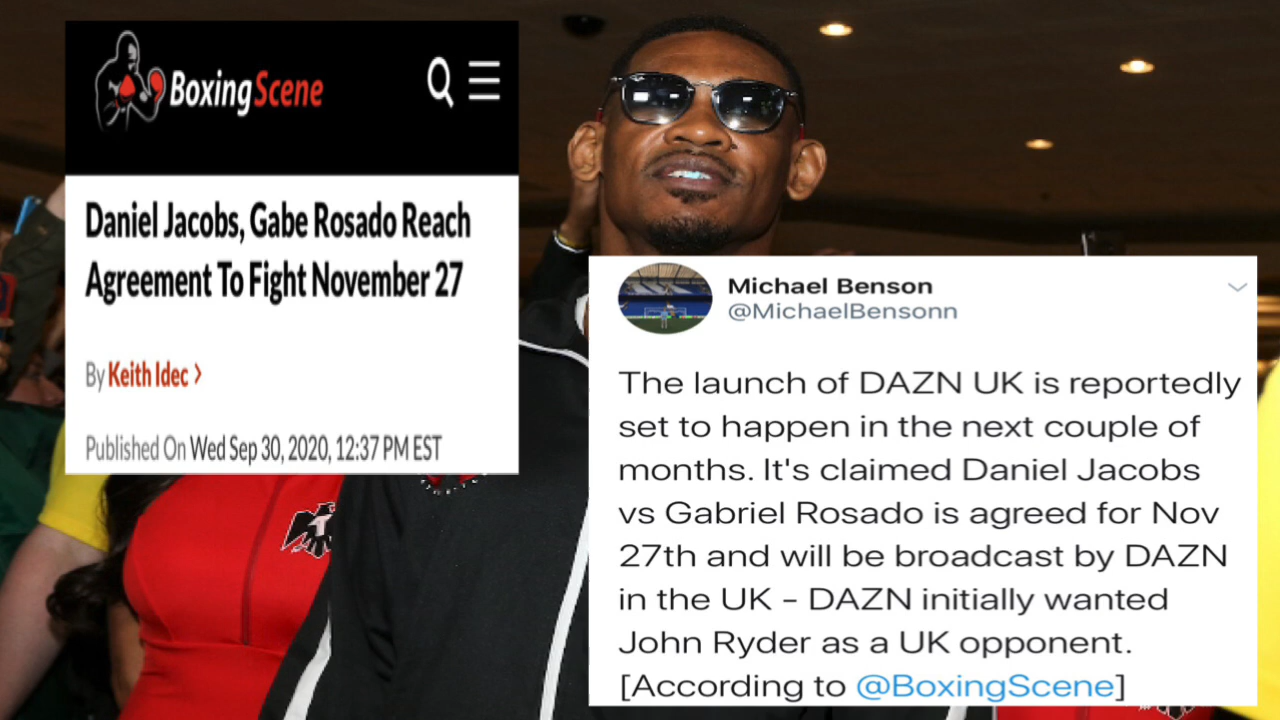 BoxingScene
Daniel Jacobs, Gabe Rosado Reach
Agreement To Fight November 27
By Keith Idec >
Published On Wed Sep 30, 2020, 12:37 PM EST
Michael Benson
@MichaelBensonn
The launch of DAZN UK is reportedly
set to happen in the next couple of
months. It's claimed Daniel Jacobs
vs Gabriel Rosado is agreed for Nov
27th and will be broadcast by DAZN
in the UK – DAZN initially wanted
John Ryder as a UK opponent.
[According to @BoxingScene]